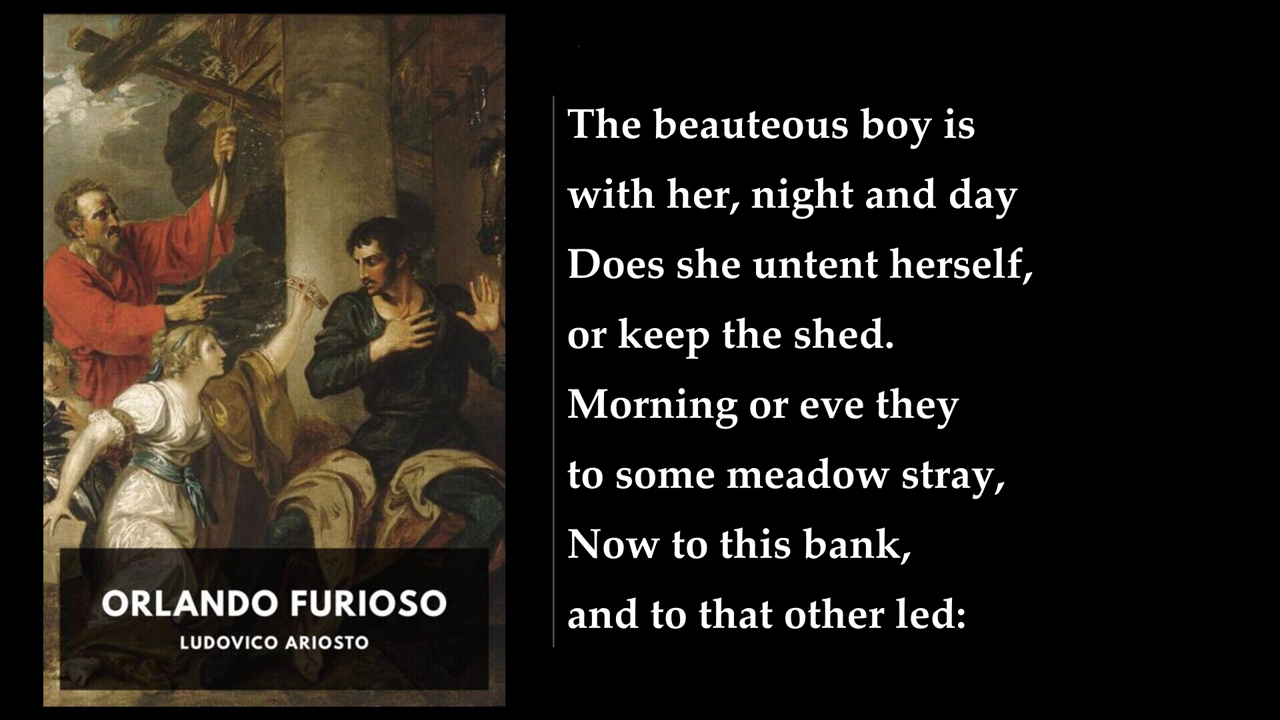 The beauteous boy is
with her, night and day
Does she untent herself,
or keep the shed.
Morning or eve they
to some meadow stray,
Now to this bank,
and to that other led:
ORLANDO FURIOSO
LUDOVICO ARIOSTO